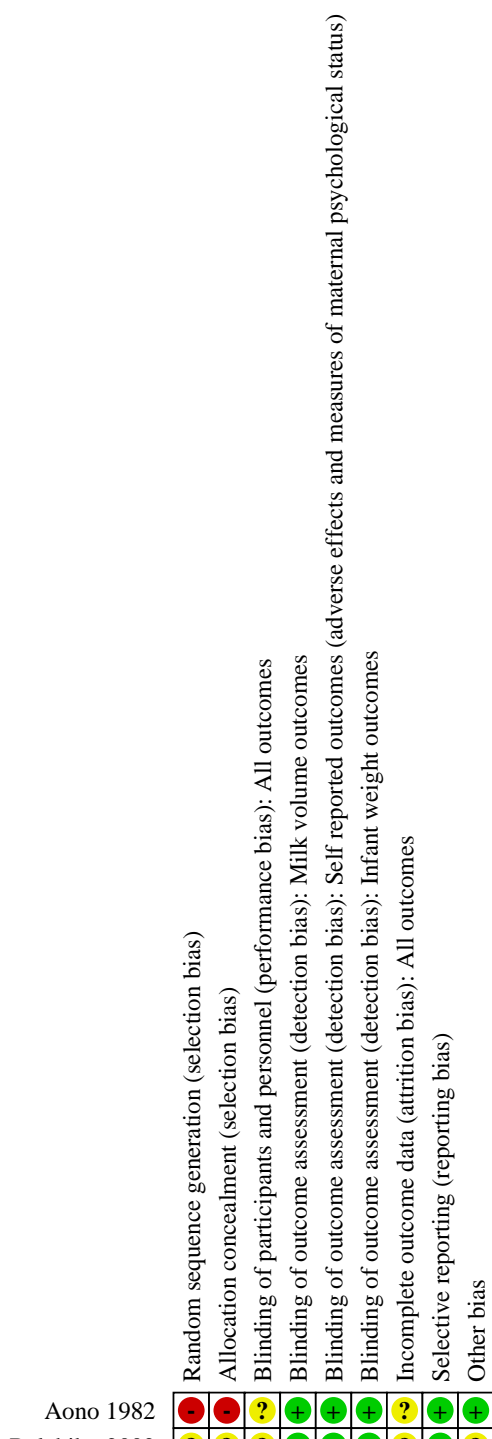 Random sequence generation (selection bias)
Allocation concealment (selection bias)
Blinding of participants and personnel (performance bias): All outcomes
Blinding of outcome assessment (detection bias): Milk volume outcomes
Blinding of outcome assessment (detection bias): Self reported outcomes (adverse effects and measures of maternal psychological status)
Blinding of outcome assessment (detection bias): Infant weight outcomes
Incomplete outcome data (attrition bias): All outcomes
Selective reporting (reporting bias)
Other bias
Aono 1982 - - ? + + + ? + +